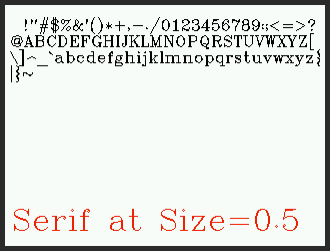 !"#$%&'()*+,-./0123456789:;<=>?
@ABCDEFGHIJKLMNOPQRSTUVWXYZ[
\]^_`abcdefghijklmnopqrstuvwxyz{
|}~
Serif at Size=0.5